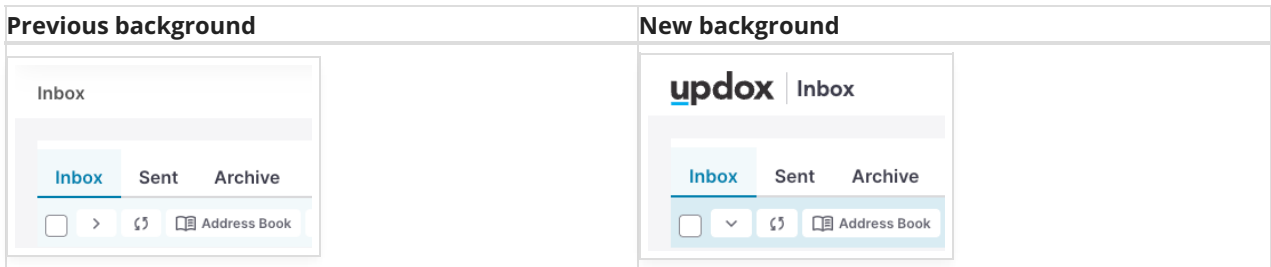 Previous background
New background
Inbox
Inbox Sent Archive
Address Book
updox Inbox
Inbox Sent Archive
Address Book